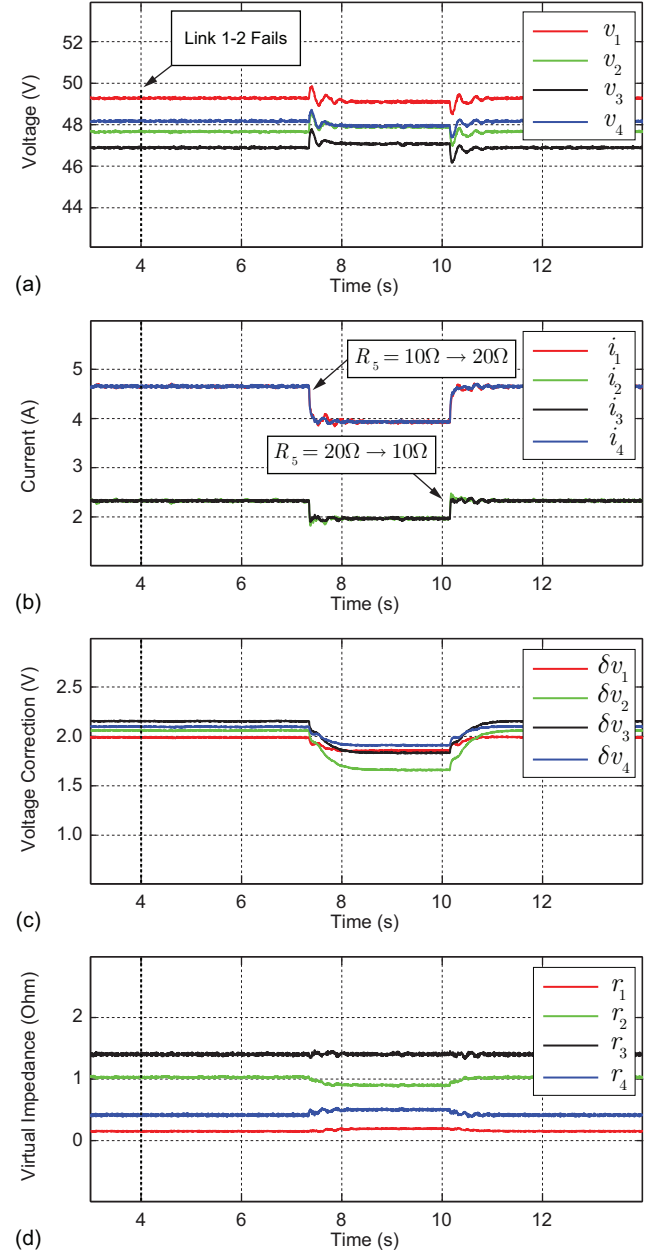 Voltage (V)
52
50
48
46
44
Link 1-2 Fails
v1
v2
v3
v4
4 6 8 10 12
Time (s)
(a)
Current (A)
5
4
3
2
R5 = 10Ω → 20Ω
R5 = 20Ω → 10Ω
i1
i2
i3
i4
4 6 8 10 12
Time (s)
(b)
Voltage Correction (V)
2.5
2.0
1.5
1.0
δv1
δv2
δv3
δv4
4 6 8 10 12
Time (s)
(c)
Virtual Impedance (Ohm)
2
1
0
r1
r2
r3
r4
4 6 8 10 12
Time (s)
(d)